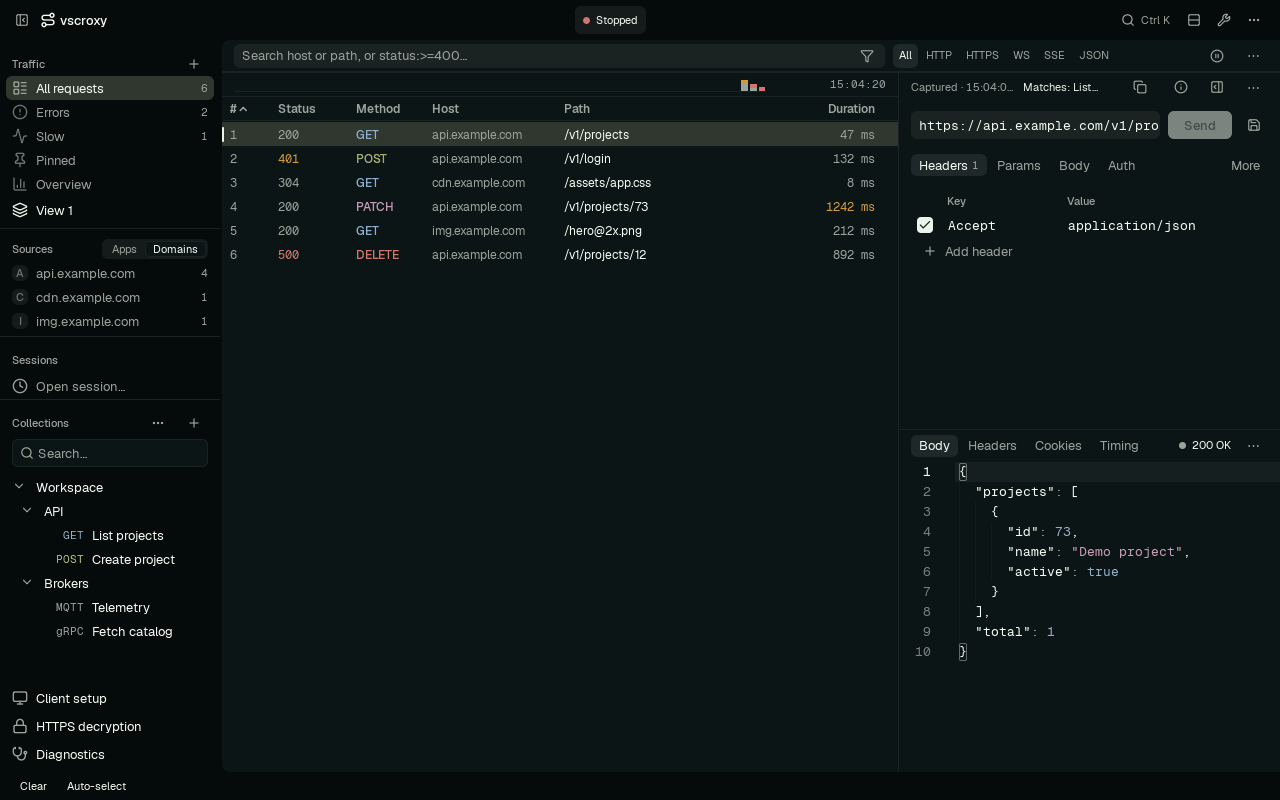 vscroxy
Stopped
Ctrl K
Traffic
All requests 6
Errors 2
Slow 1
Pinned
Overview
View 1
Sources Apps Domains
A api.example.com 4
C cdn.example.com 1
I img.example.com 1
Sessions
Open session…
Collections
Search…
Workspace
API
GET List projects
POST Create project
Brokers
MQTT Telemetry
gRPC Fetch catalog
Client setup
HTTPS decryption
Diagnostics
Clear Auto-select
Search host or path, or status:>=400…
All HTTP HTTPS WS SSE JSON
15:04:20
# Status Method Host Path Duration
1 200 GET api.example.com /v1/projects 47 ms
2 401 POST api.example.com /v1/login 132 ms
3 304 GET cdn.example.com /assets/app.css 8 ms
4 200 PATCH api.example.com /v1/projects/73 1242 ms
5 200 GET img.example.com /hero@2x.png 212 ms
6 500 DELETE api.example.com /v1/projects/12 892 ms
Captured · 15:04:0… Matches: List…
https://api.example.com/v1/pro Send
Headers 1 Params Body Auth More
Key Value
Accept application/json
Add header
Body Headers Cookies Timing 200 OK
1 {
2 "projects": [
3 {
4 "id": 73,
5 "name": "Demo project",
6 "active": true
7 }
8 ],
9 "total": 1
10 }